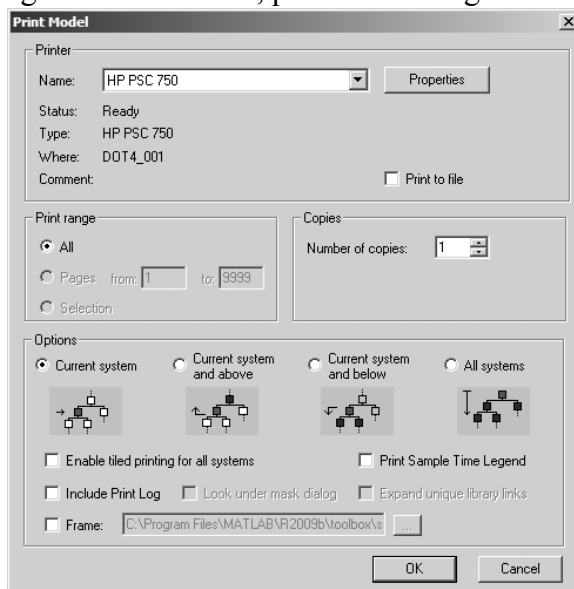 Print Model
Printer
Name: HP PSC 750 Properties
Status: Ready
Type: HP PSC 750
Where: DOT4_001
Comment: Print to file
Print range
All
Pages from: 1 to: 9999
Selection
Copies
Number of copies: 1
Options
Current system
Current system
and above
Current system
and below
All systems
Enable tiled printing for all systems Print Sample Time Legend
Include Print Log Look under mask dialog Expand unique library links
Frame: C:\Program Files\MATLAB\R2009b\toolbox\s ...
OK Cancel